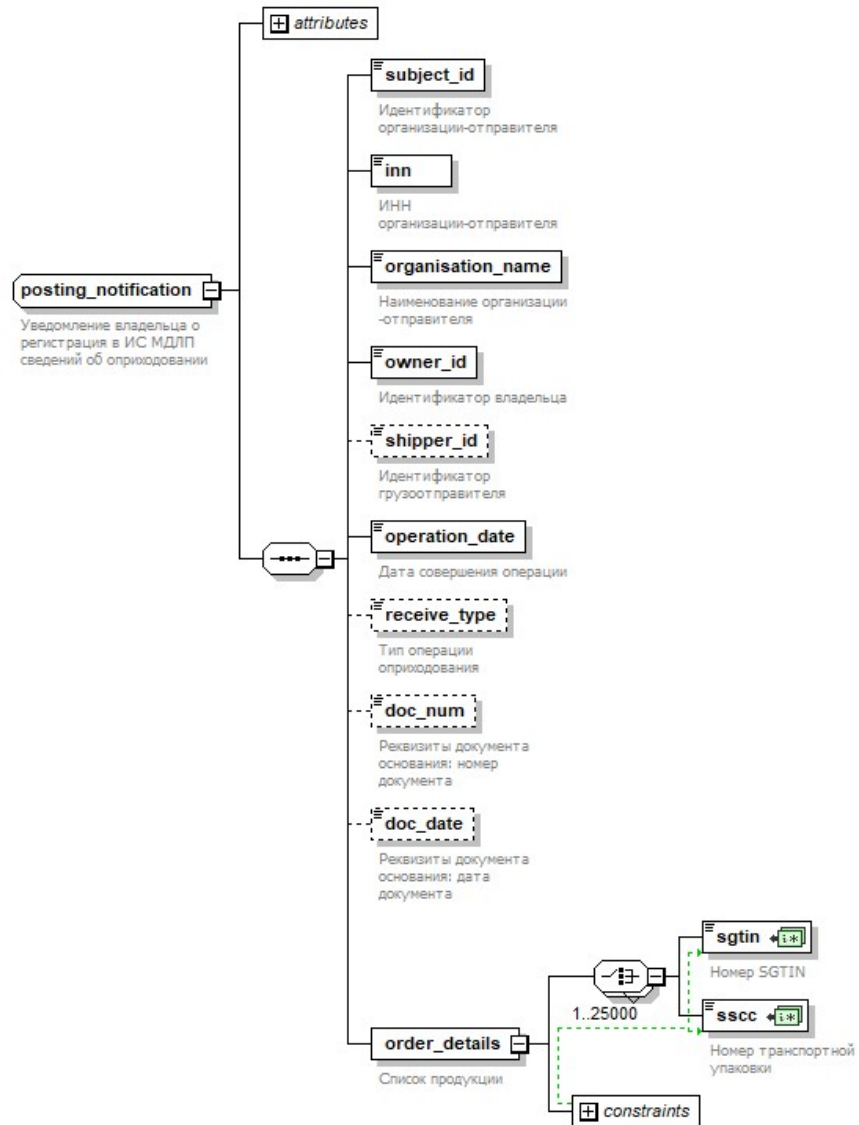 attributes
subject_id
Идентификатор
организации-отправителя
inn
ИНН
организации-отправителя
organisation_name
Наименование организации
-отправителя
posting_notification
Уведомление владельца о
регистрация в ИС МДЛП
сведений об оприходовании
owner_id
Идентификатор владельца
shipper_id
Идентификатор
грузоотправителя
operation_date
Дата совершения операции
receive_type
Тип операции
оприходования
doc_num
Реквизиты документа
основания: номер
документа
doc_date
Реквизиты документа
основания: дата
документа
sgtin
Номер SGTIN
1..25000
sscc
Номер транспортной
упаковки
order_details
Список продукции
constraints